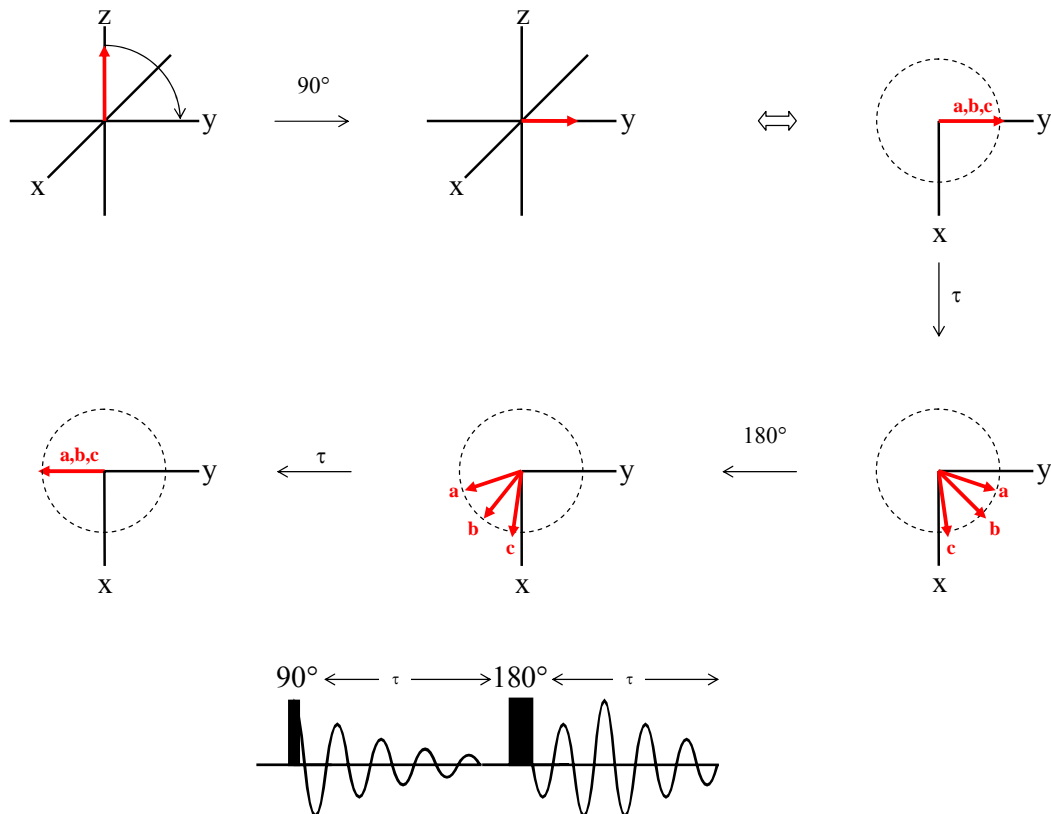 z
y
x
90°
z
y
x
a,b,c
y
x
τ
a,b,c
y
x
τ
a
b
c
y
x
180°
a
b
c
y
x
90°
τ
180°
τ